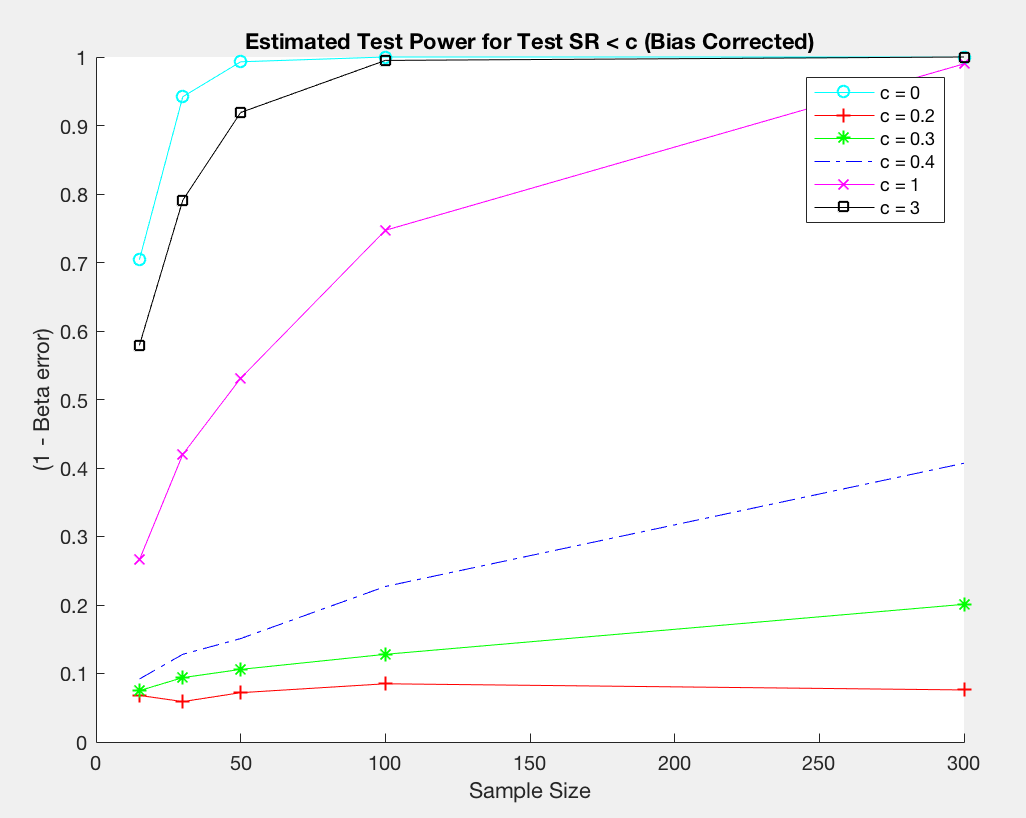 Estimated Test Power for Test SR < c (Bias Corrected)
1
0.9
0.8
0.7
0.6
0.5
0.4
0.3
0.2
0.1
0
(1 - Beta error)
c = 0
c = 0.2
c = 0.3
c = 0.4
c = 1
c = 3
0 50 100 150 200 250 300
Sample Size